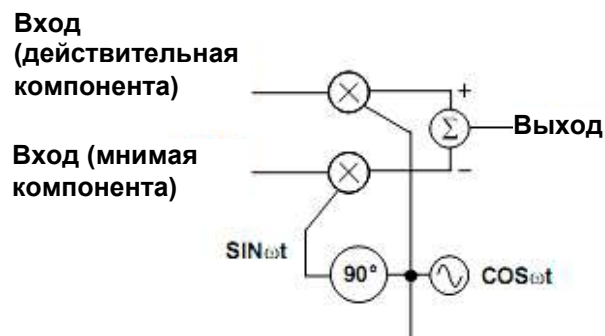 Вход
(действительная
компонента)
+
Σ
Выход
Вход (мнимая
компонента)
−
SINωt
90°
COSωt